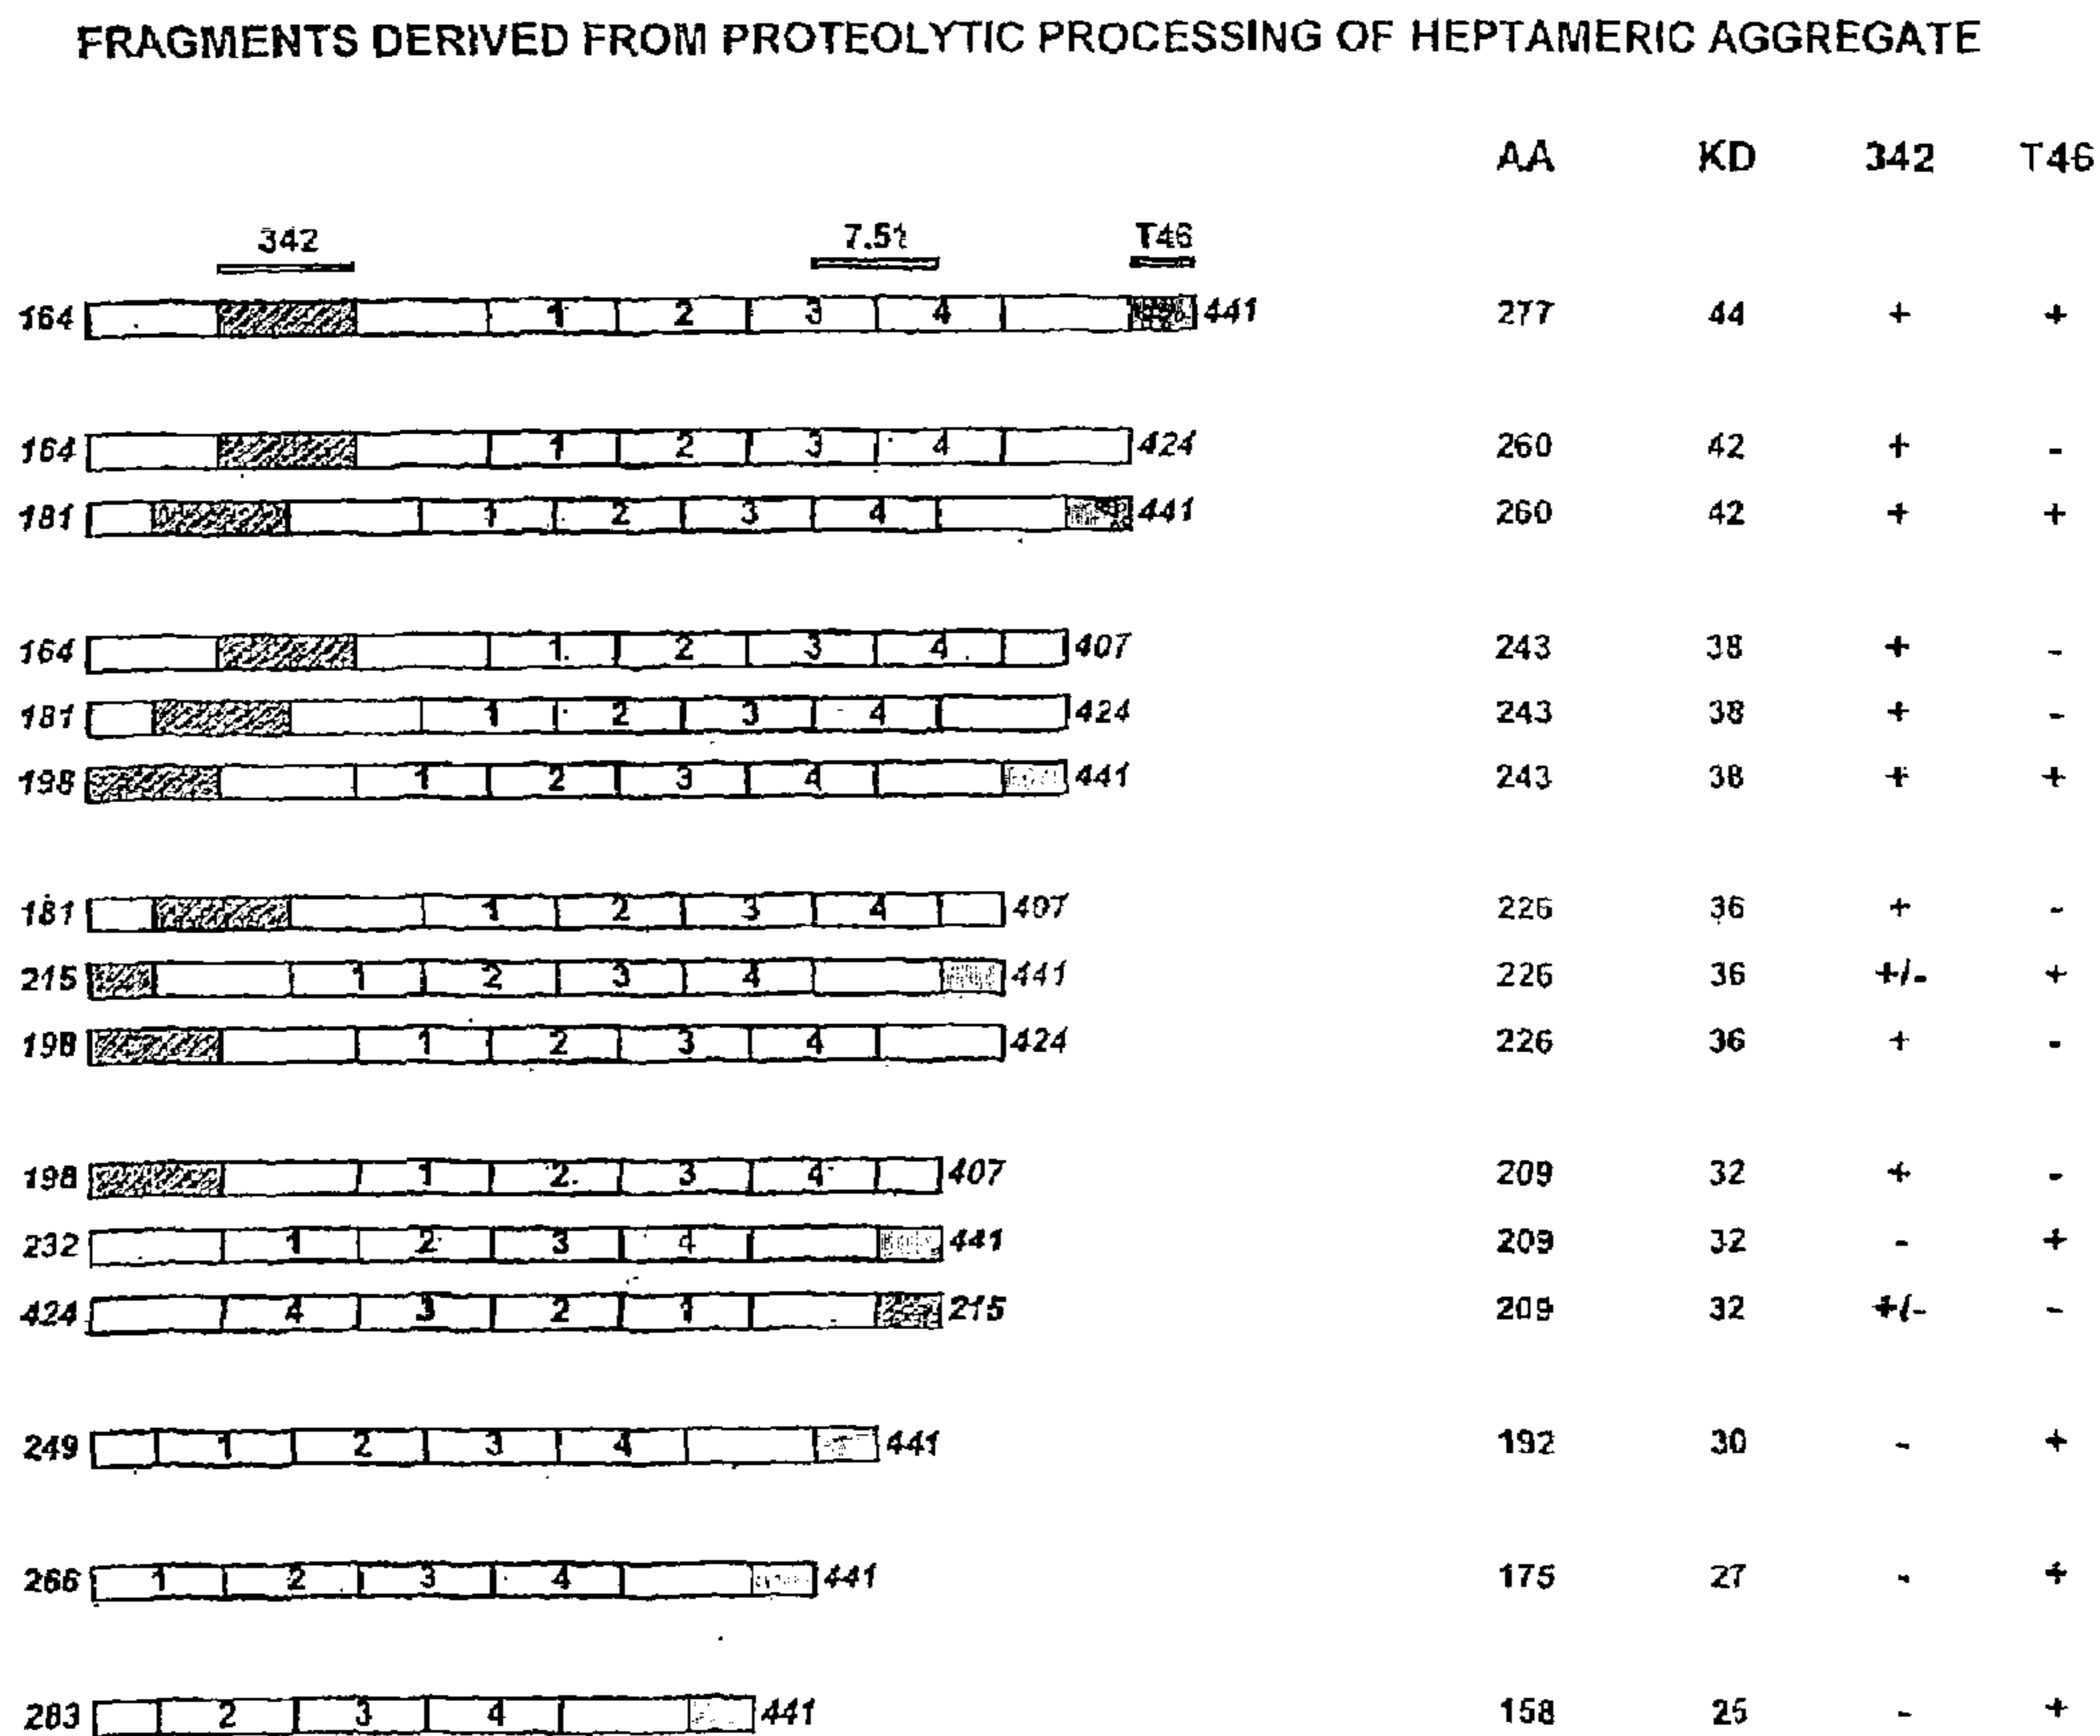 FRAGMENTS DERIVED FROM PROTEOLYTIC PROCESSING OF HEPTAMERIC AGGREGATE
AA KD 342 T46
342 7.51 T46
164 1 2 3 4 441 277 44 + +
164 1 2 3 4 424 260 42 + -
181 1 2 3 4 441 260 42 + +
164 1 2 3 4 407 243 38 + -
181 1 2 3 4 424 243 38 + -
198 1 2 3 4 441 243 38 + +
181 1 2 3 4 407 226 36 + -
215 1 2 3 4 441 226 36 +/- +
198 1 2 3 4 424 226 36 + -
198 1 2 3 4 407 209 32 + -
232 1 2 3 4 441 209 32 - +
424 4 3 2 1 215 209 32 +/- -
249 1 2 3 4 441 192 30 - +
266 1 2 3 4 441 175 27 - +
283 2 3 4 441 158 25 - +